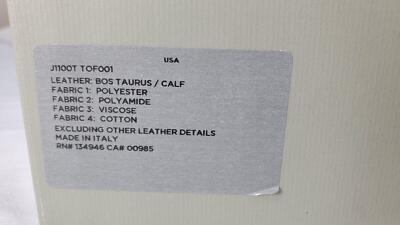 USA
J1100T TOF001
LEATHER: BOS TAURUS / CALF
FABRIC 1: POLYESTER
FABRIC 2: POLYAMIDE
FABRIC 3: VISCOSE
FABRIC 4: COTTON
EXCLUDING OTHER LEATHER DETAILS
MADE IN ITALY
RN# 134946 CA# 00985